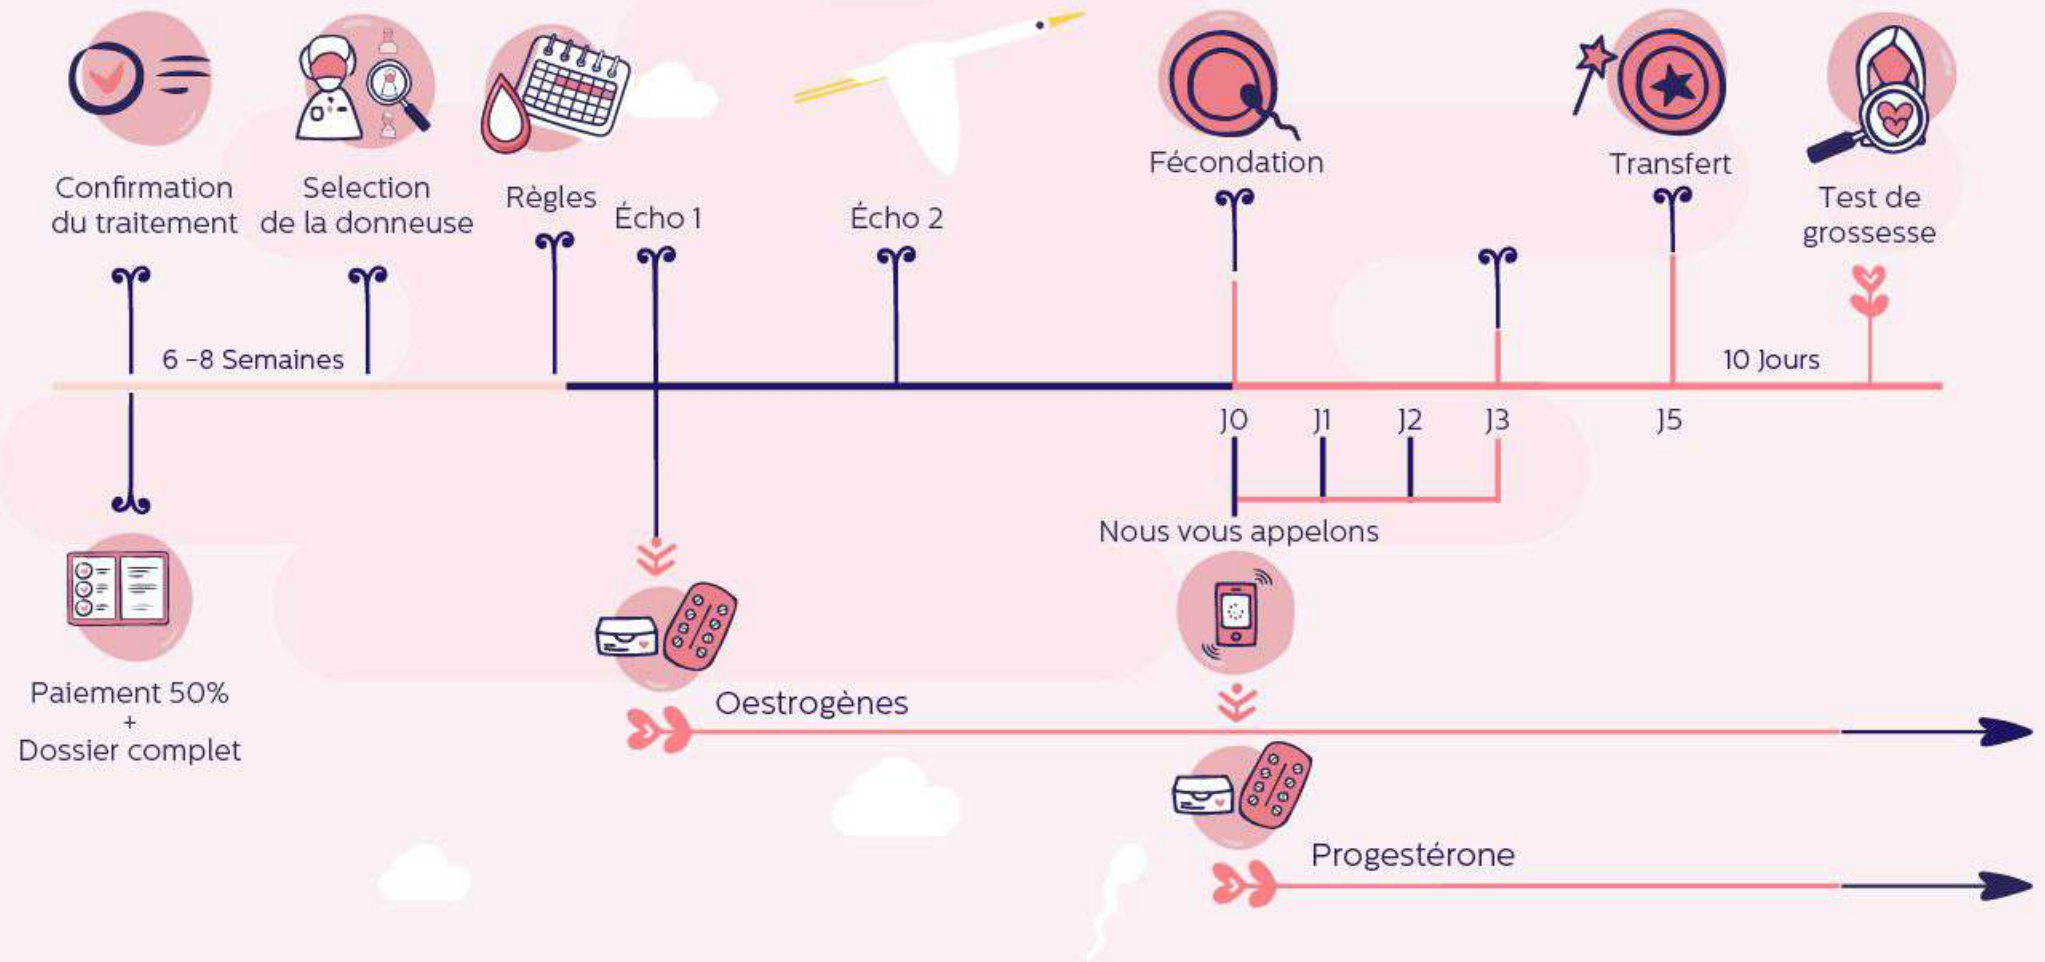 Confirmation
du traitement
Selection
de la donneuse
Règles
Écho 1
Écho 2
Fécondation
Transfert
Test de
grossesse
6 -8 Semaines
10 Jours
J0
J1
J2
J3
J5
Nous vous appelons
Paiement 50%
+
Dossier complet
Oestrogènes
Progestérone